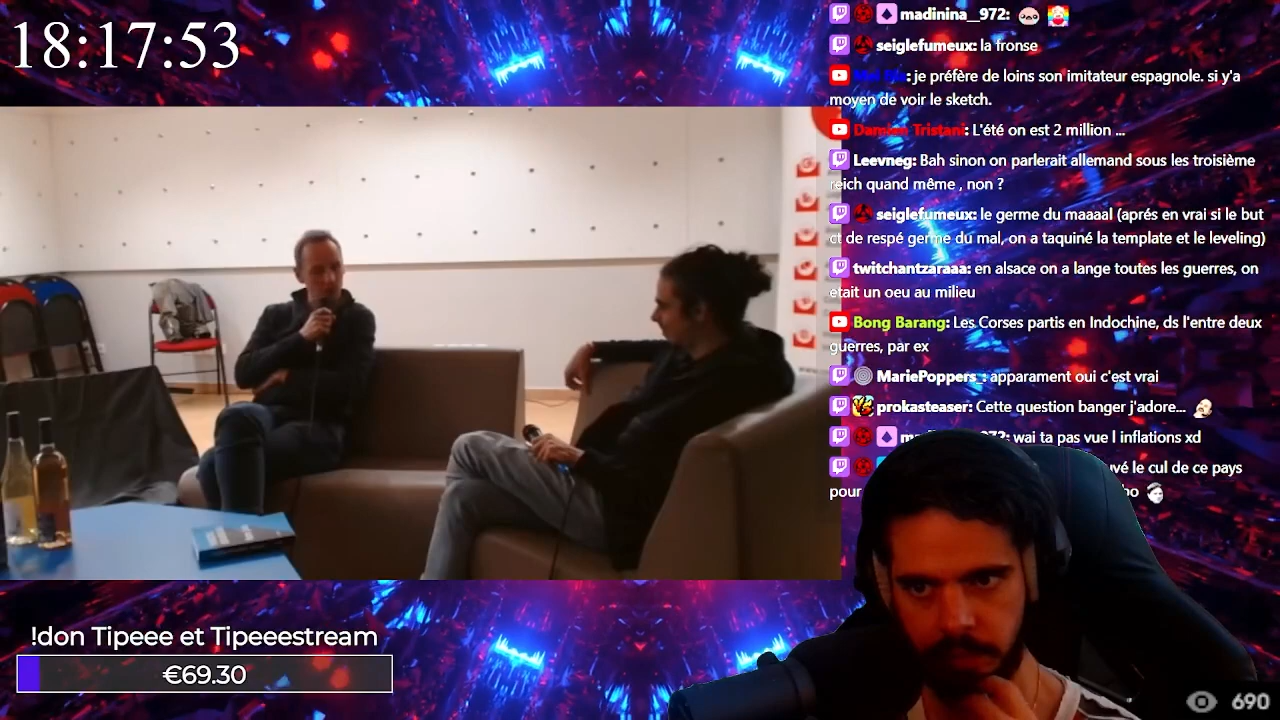 18:17:53
madinina__972:
seiglefumeux: la fronse
: je préfère de loins son imitateur espagnole. si y'a
moyen de voir le sketch.
Damien Tristani: L'été on est 2 million ...
Leevneg: Bah sinon on parlerait allemand sous les troisième
reich quand même , non ?
seiglefumeux: le germe du maaaal (aprés en vrai si le but
ct de respé germe du mal, on a taquiné la template et le leveling)
twitchantzaraaa: en alsace on a lange toutes les guerres, on
etait un oeu au milieu
Bong Barang: Les Corses partis en Indochine, ds l'entre deux
guerres, par ex
MariePoppers_: apparament oui c'est vrai
prokasteaser: Cette question banger j'adore...
wai ta pas vue l inflations xd
le cul de ce pays
pour
!don Tipeee et Tipeeestream
€69.30
690